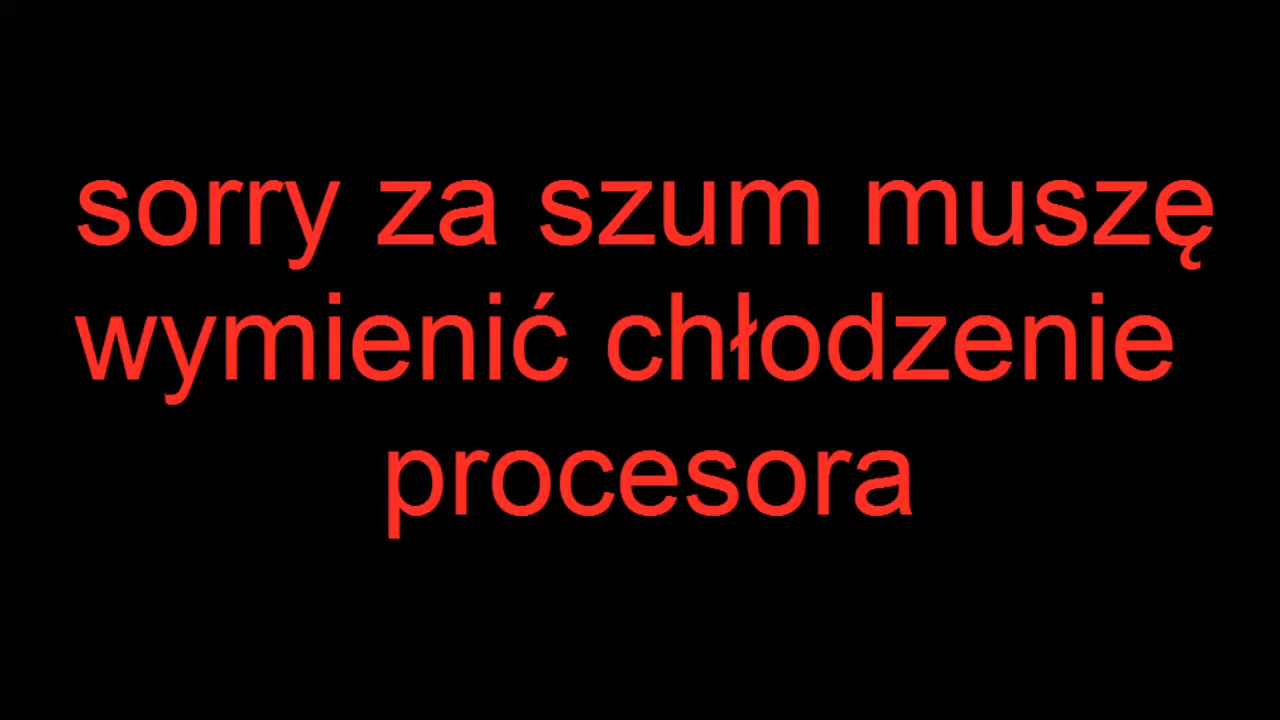 sorry za szum muszę
wymienić chłodzenie
procesora